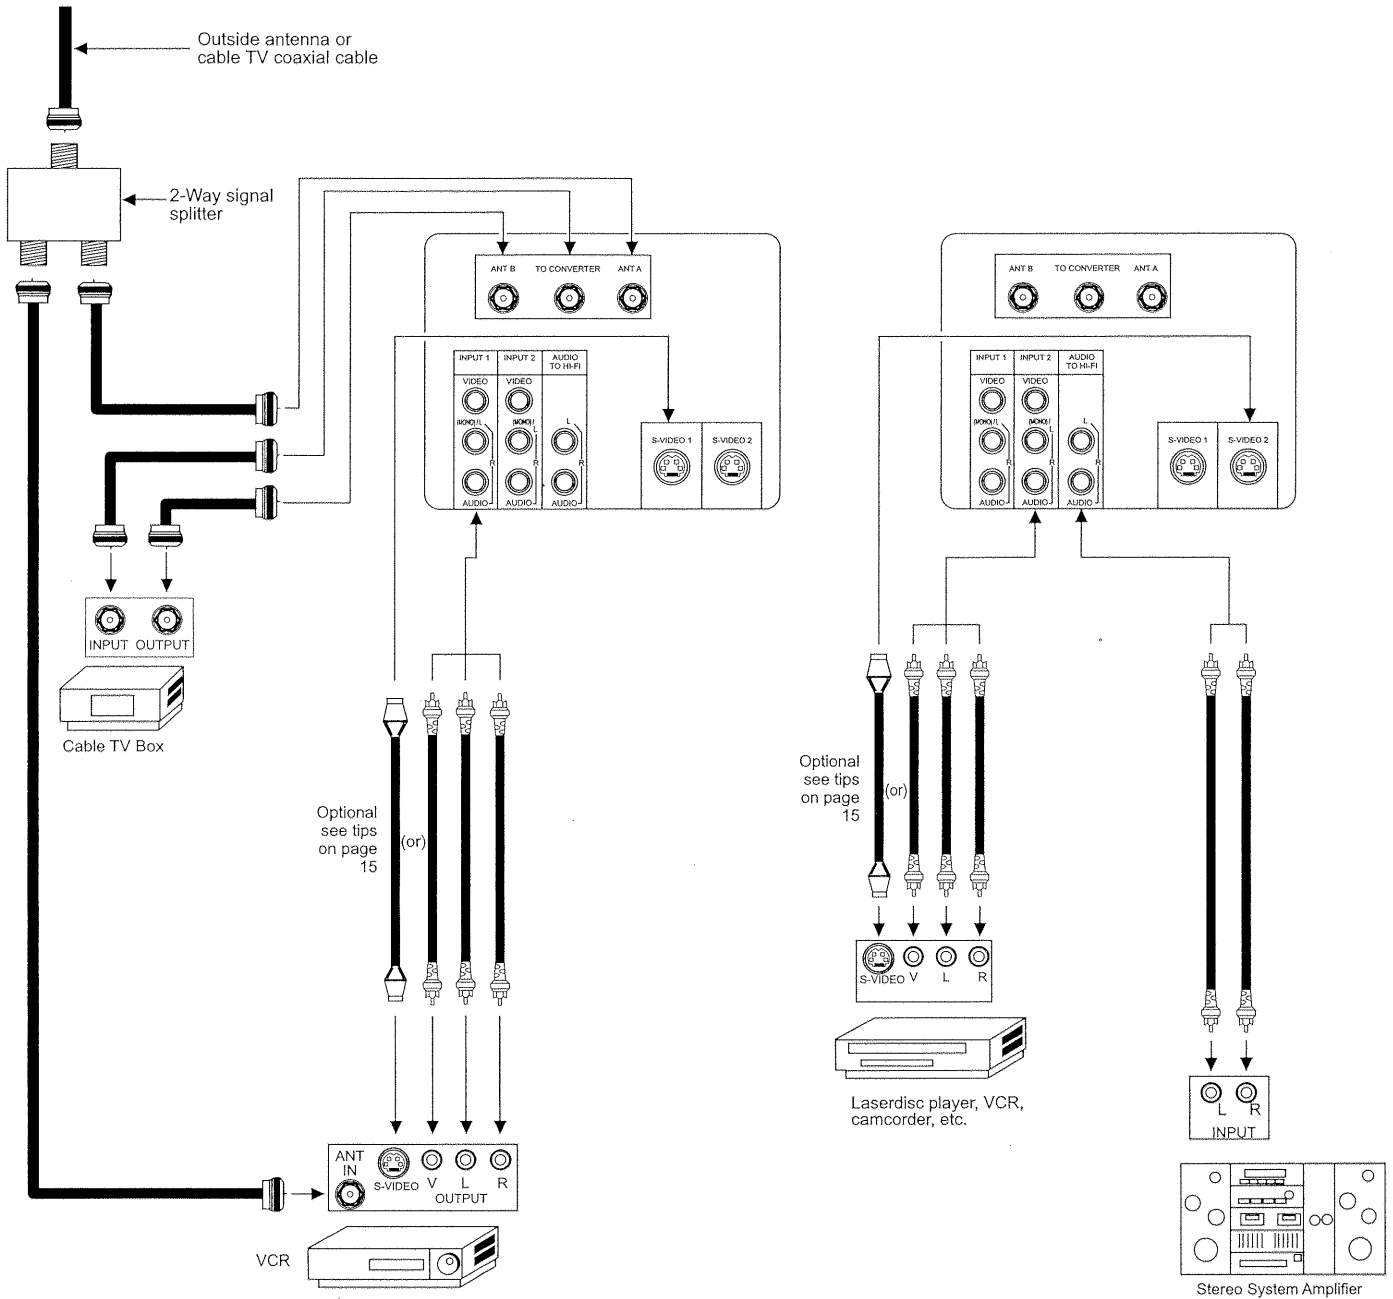 Outside antenna or
cable TV coaxial cable
2-Way signal
splitter
ANT B TO CONVERTER ANT A
INPUT 1 INPUT 2 AUDIO
TO HI-FI
VIDEO VIDEO
(MONO)/L (MONO)/
L
L
R R R
AUDIO AUDIO AUDIO
S-VIDEO 1 S-VIDEO 2
INPUT OUTPUT
Cable TV Box
Optional
see tips
on page
15
(or)
ANT
IN
S-VIDEO V L R
OUTPUT
VCR
ANT B TO CONVERTER ANT A
INPUT 1 INPUT 2 AUDIO
TO HI-FI
VIDEO VIDEO
(MONO)/L (MONO)/
L
L
R R R
AUDIO AUDIO AUDIO
S-VIDEO 1 S-VIDEO 2
Optional
see tips
on page
15
(or)
S-VIDEO V L R
Laserdisc player, VCR,
camcorder, etc.
L R
INPUT
Stereo System Amplifier